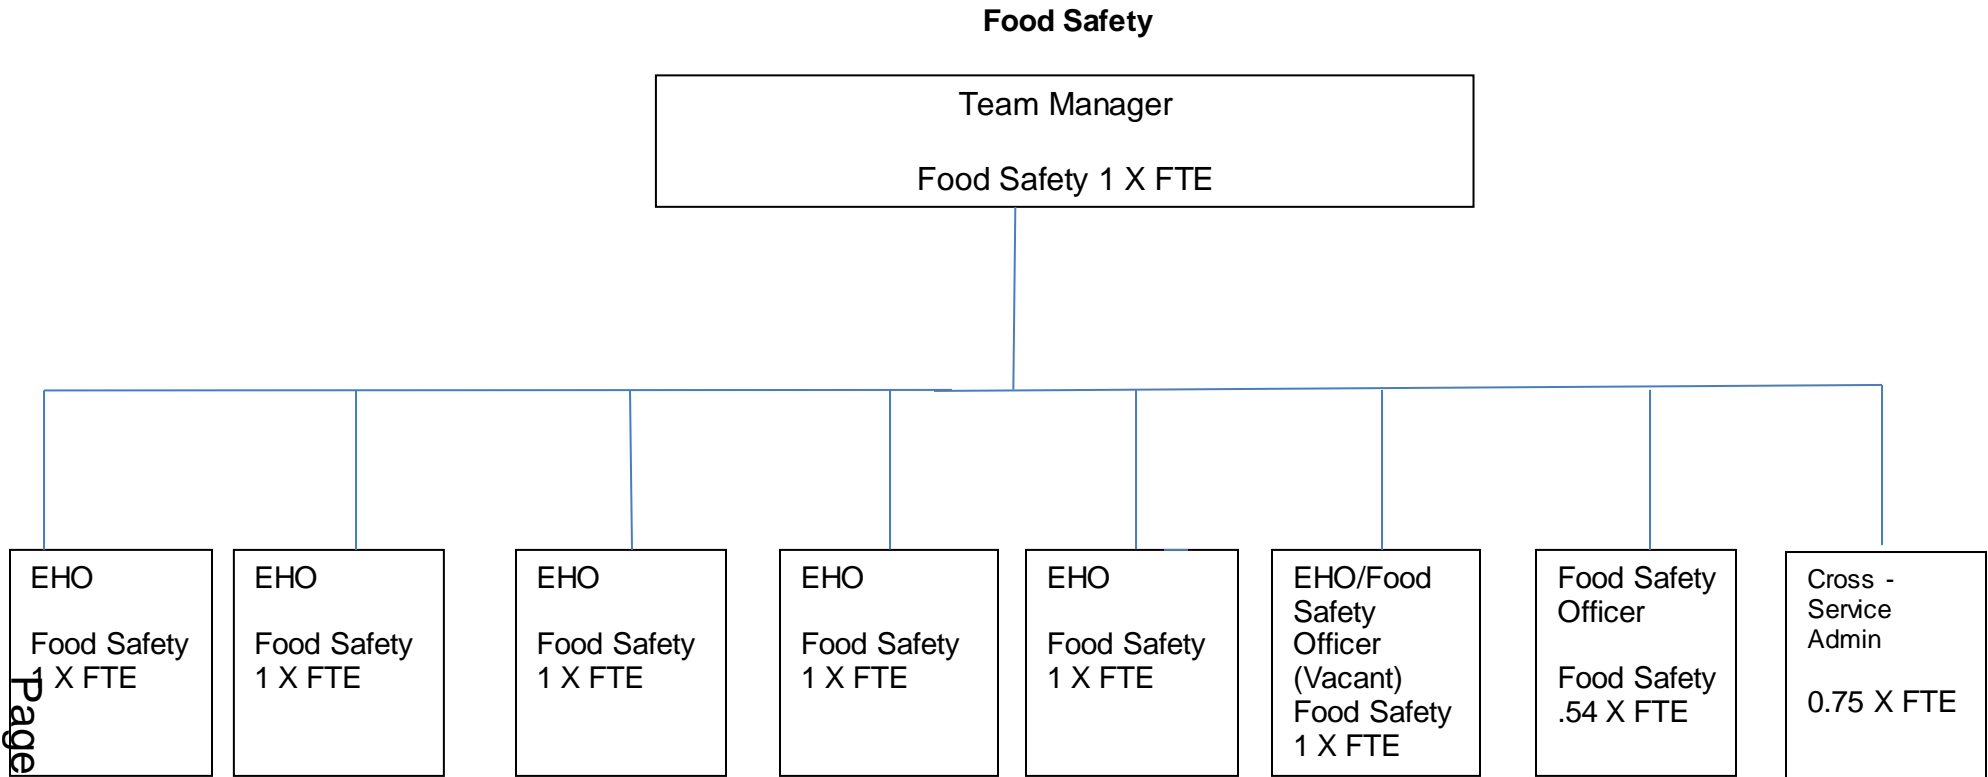 Food Safety
Team Manager
Food Safety 1 X FTE
EHO
Food Safety
1 X FTE
EHO
Food Safety
1 X FTE
EHO
Food Safety
1 X FTE
EHO
Food Safety
1 X FTE
EHO
Food Safety
1 X FTE
EHO/Food
Safety
Officer
(Vacant)
Food Safety
1 X FTE
Food Safety
Officer
Food Safety
.54 X FTE
Cross -
Service
Admin
0.75 X FTE
Page